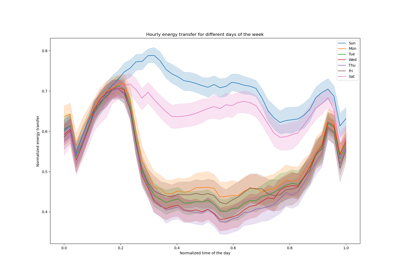 Hourly energy transfer for different days of the week
Normalized energy transfer
0.8
0.7
0.6
0.5
0.4
0.0
0.2
0.4
0.6
0.8
1.0
Normalized time of the day
Sun
Mon
Tue
Wed
Thu
Fri
Sat